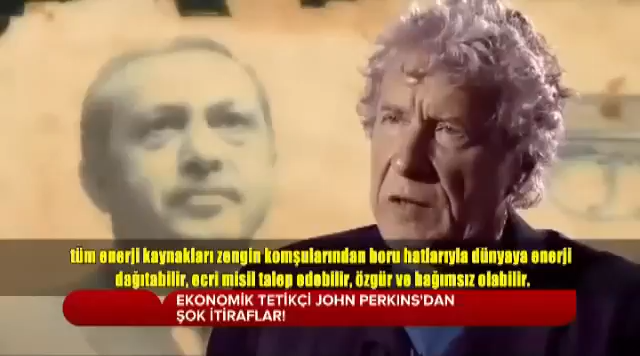 tüm enerji kaynakları zengin komşularından boru hatlarıyla dünyaya enerji
dağıtabilir, ecri misil talep edebilir, özgür ve bağımsız olabilir.
EKONOMİK TETİKÇİ JOHN PERKINS'DAN
ŞOK İTİRAFLAR!